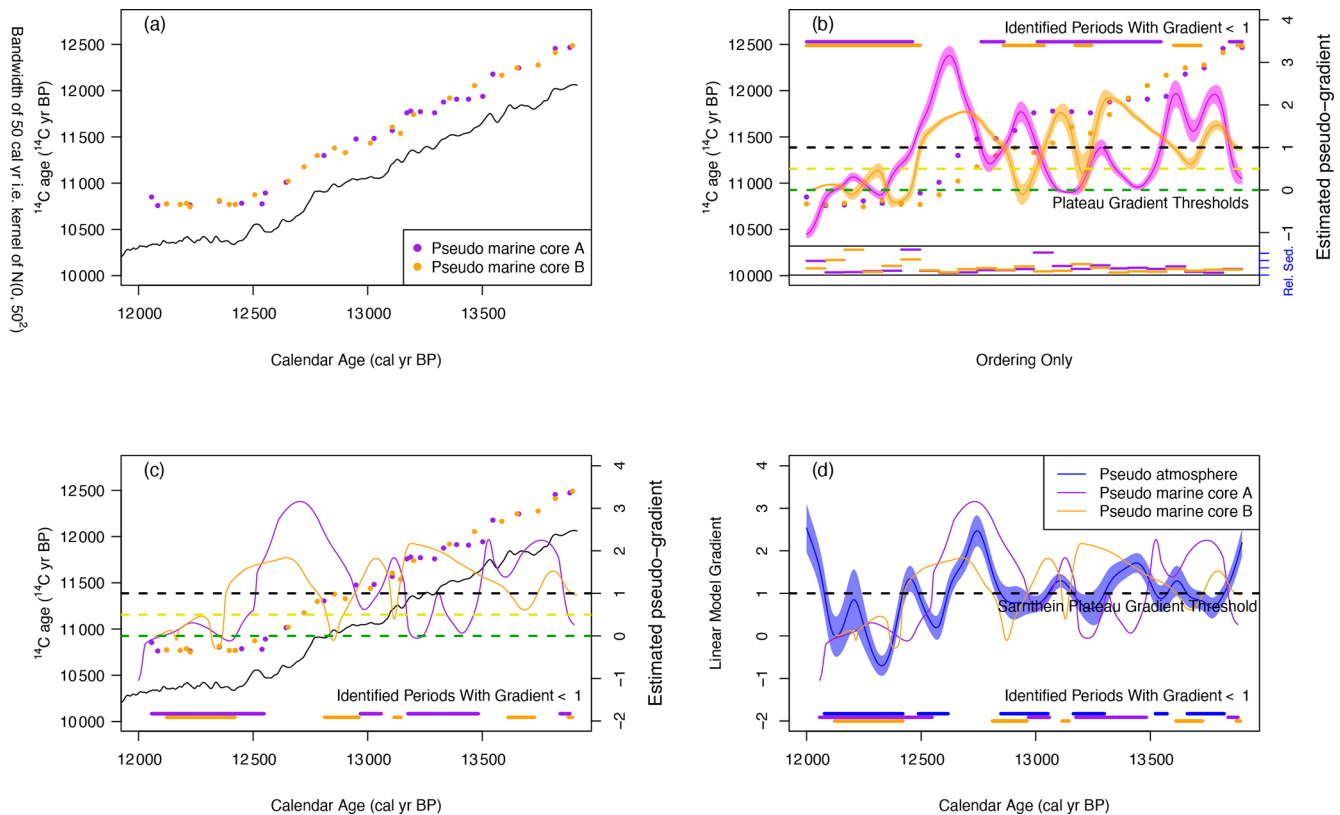 Bandwidth of 50 cal yr i.e. kernel of N(0, 50²)
(a)
¹⁴C age (¹⁴C yr BP)
12500
12000
11500
11000
10500
10000
Pseudo marine core A
Pseudo marine core B
12000 12500 13000 13500
Calendar Age (cal yr BP)
(b)
Identified Periods With Gradient < 1
¹⁴C age (¹⁴C yr BP)
12500
12000
11500
11000
10500
10000
Plateau Gradient Thresholds
4
3
2
1
0
−1
Estimated pseudo−gradient
Rel. Sed.
Ordering Only
(c)
¹⁴C age (¹⁴C yr BP)
12500
12000
11500
11000
10500
10000
4
3
2
1
0
−1
−2
Estimated pseudo−gradient
Identified Periods With Gradient < 1
12000 12500 13000 13500
Calendar Age (cal yr BP)
(d)
Pseudo atmosphere
Pseudo marine core A
Pseudo marine core B
Linear Model Gradient
4
3
2
1
0
−1
−2
Sarnthein Plateau Gradient Threshold
Identified Periods With Gradient < 1
12000 12500 13000 13500
Calendar Age (cal yr BP)